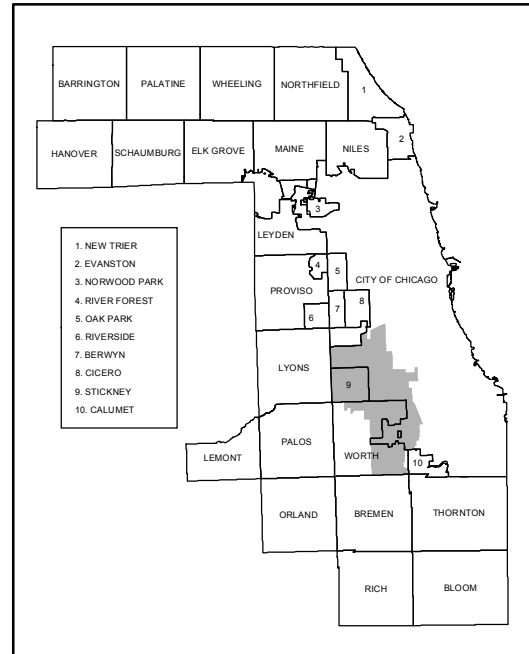 BARRINGTON PALATINE WHEELING NORTHFIELD 1
2
HANOVER SCHAUMBURG ELK GROVE MAINE NILES
3
LEYDEN
1. NEW TRIER
2. EVANSTON
3. NORWOOD PARK
4. RIVER FOREST
5. OAK PARK
6. RIVERSIDE
7. BERWYN
8. CICERO
9. STICKNEY
10. CALUMET
4 5 CITY OF CHICAGO
PROVISO
6 7 8
LYONS
9
PALOS
LEMONT WORTH 10
ORLAND BREMEN THORNTON
RICH BLOOM